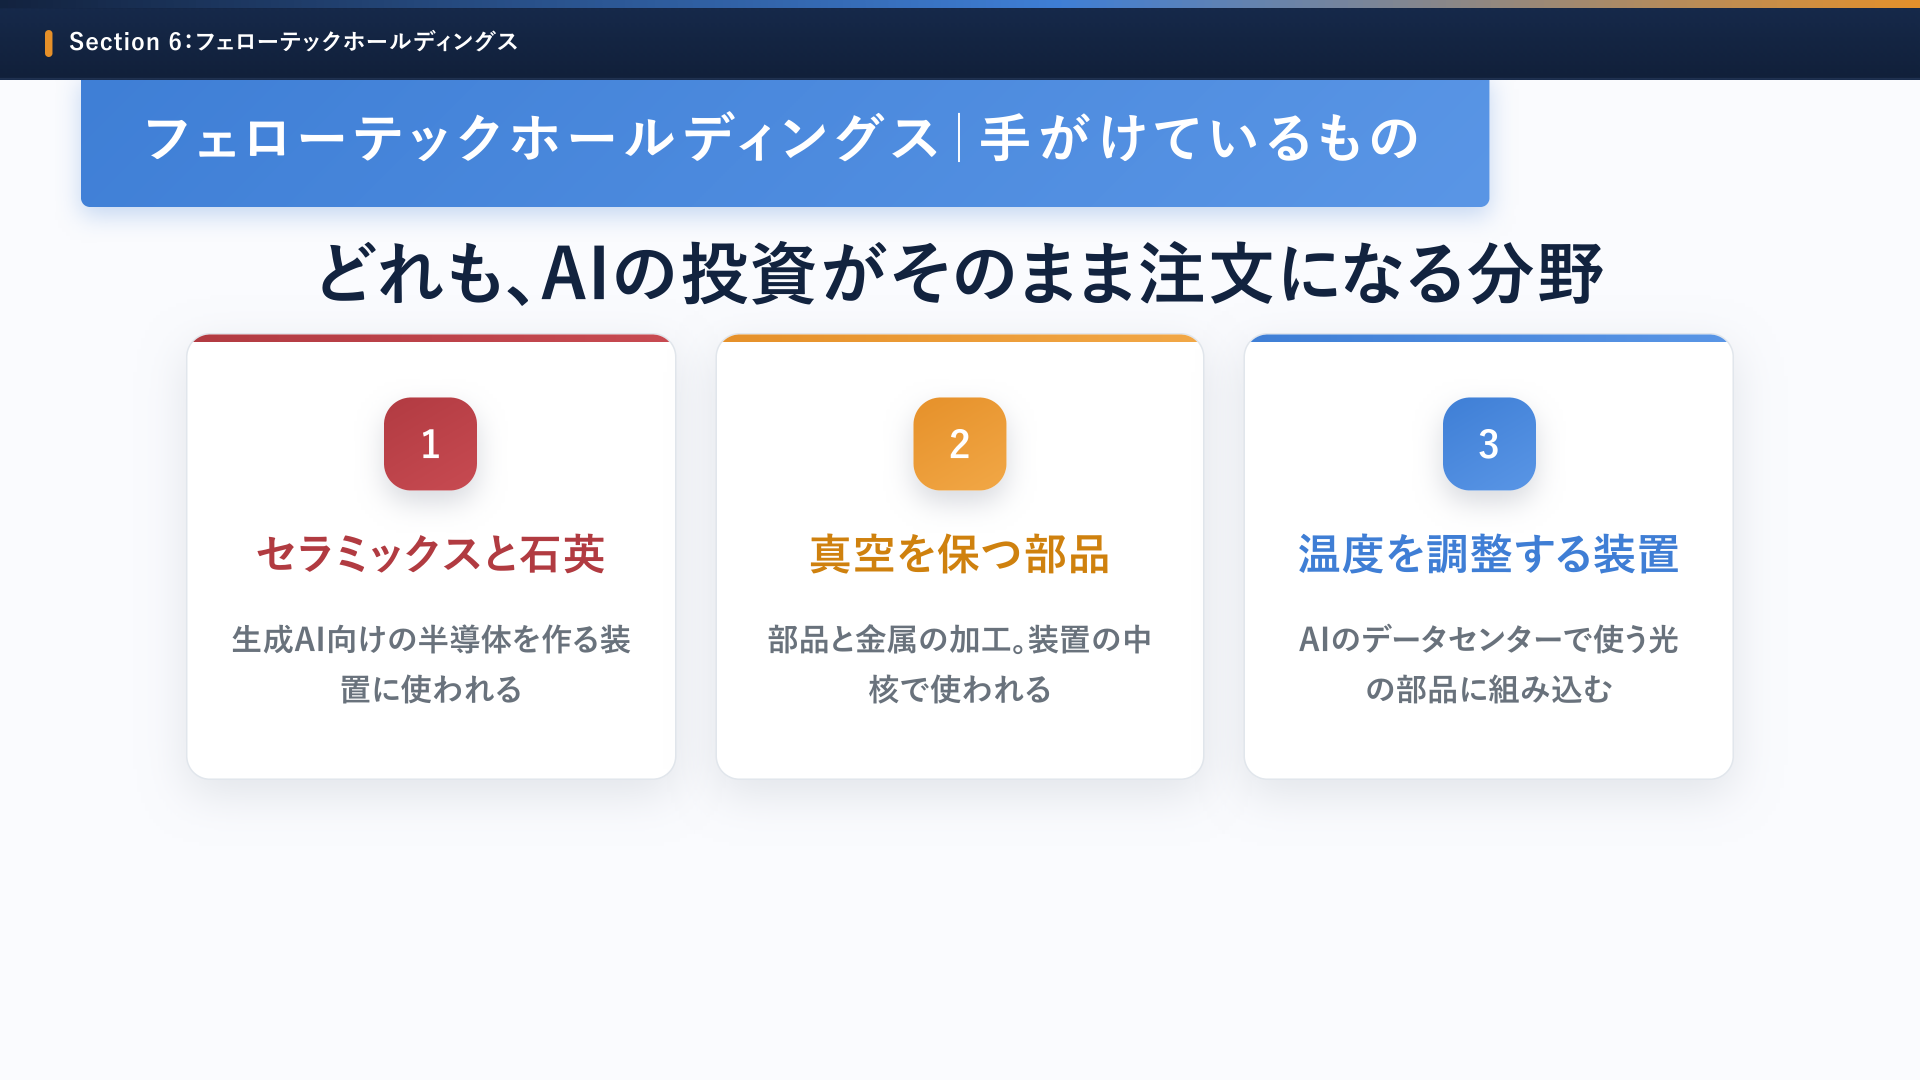 Section 6：フェローテックホールディングス
フェローテックホールディングス｜手がけているもの
どれも、AIの投資がそのまま注文になる分野
1
セラミックスと石英
生成AI向けの半導体を作る装
置に使われる
2
真空を保つ部品
部品と金属の加工。装置の中
核で使われる
3
温度を調整する装置
AIのデータセンターで使う光
の部品に組み込む